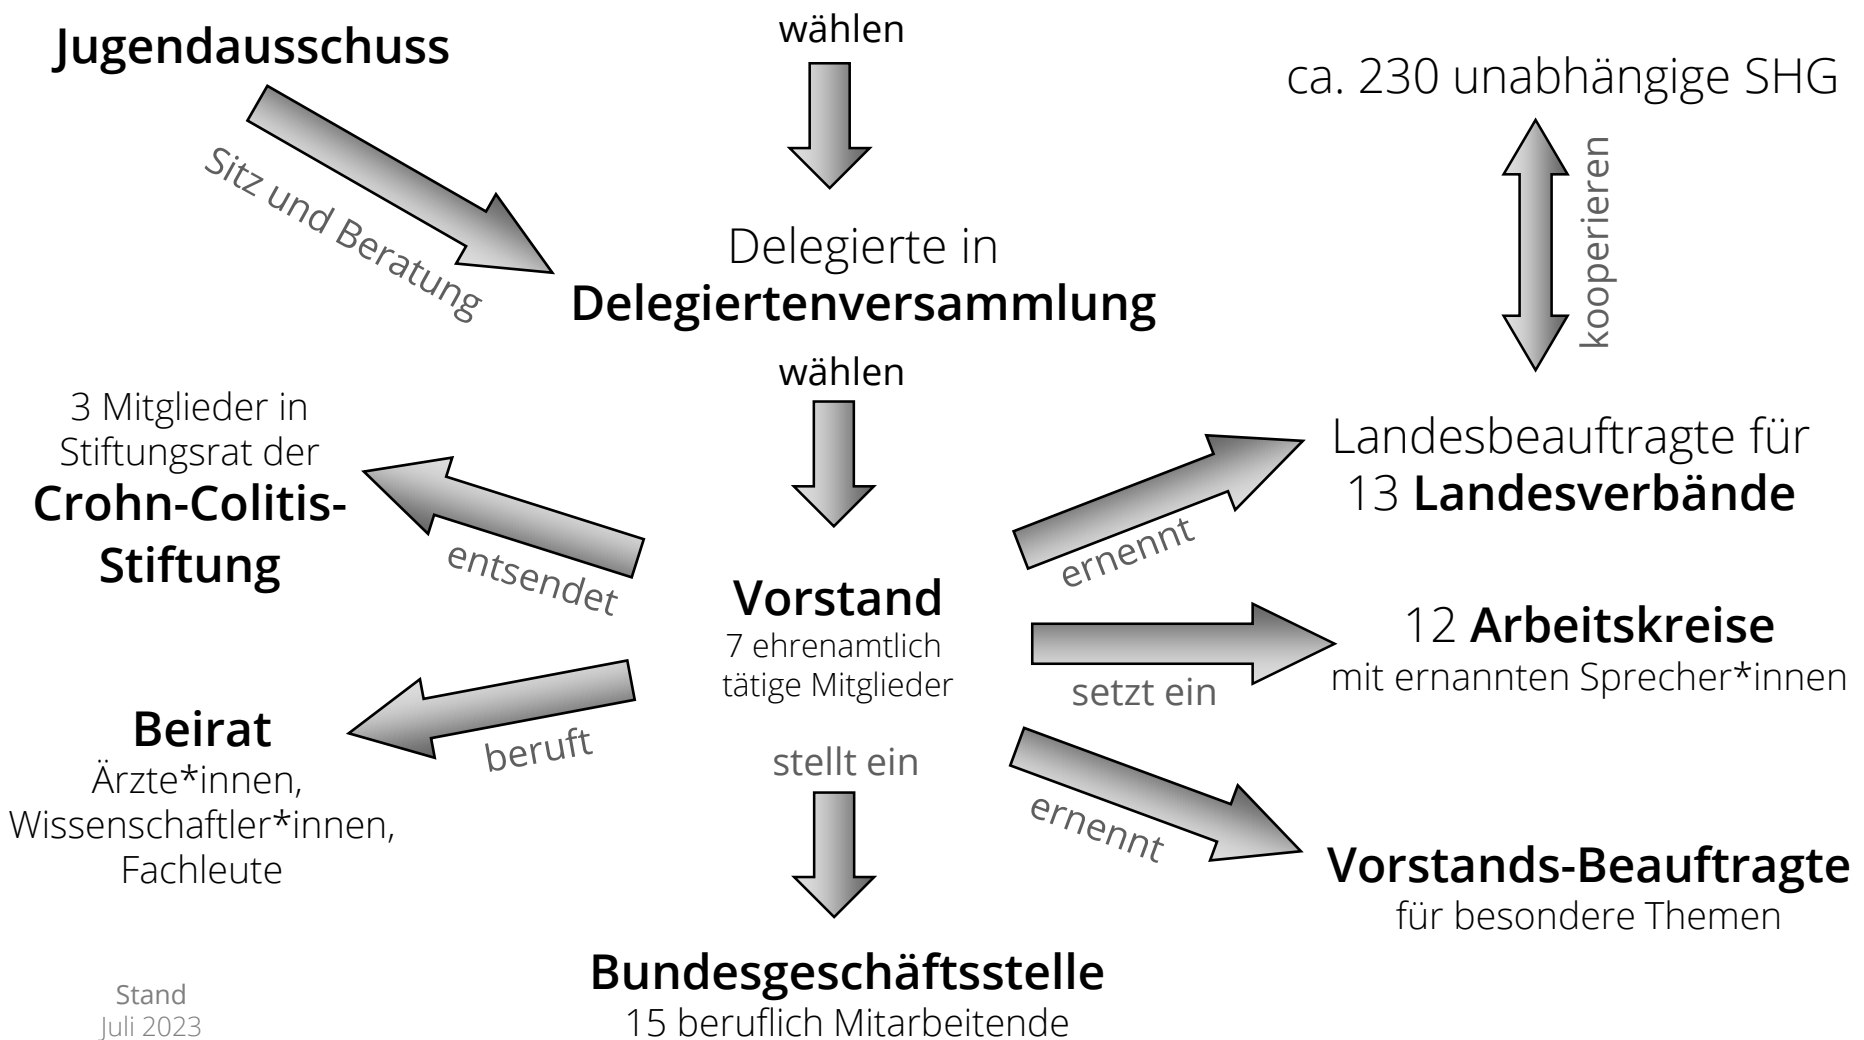 Jugendausschuss
Sitz und Beratung
wählen
Delegierte in
Delegiertenversammlung
wählen
ca. 230 unabhängige SHG
kooperieren
3 Mitglieder in
Stiftungsrat der
Crohn-Colitis-
Stiftung
entsendet
Landesbeauftragte für
13 Landesverbände
ernennt
Vorstand
7 ehrenamtlich
tätige Mitglieder
12 Arbeitskreise
mit ernannten Sprecher*innen
setzt ein
Beirat
Ärzte*innen,
Wissenschaftler*innen,
Fachleute
beruft
stellt ein
ernennt
Vorstands-Beauftragte
für besondere Themen
Bundesgeschäftsstelle
15 beruflich Mitarbeitende
Stand
Juli 2023